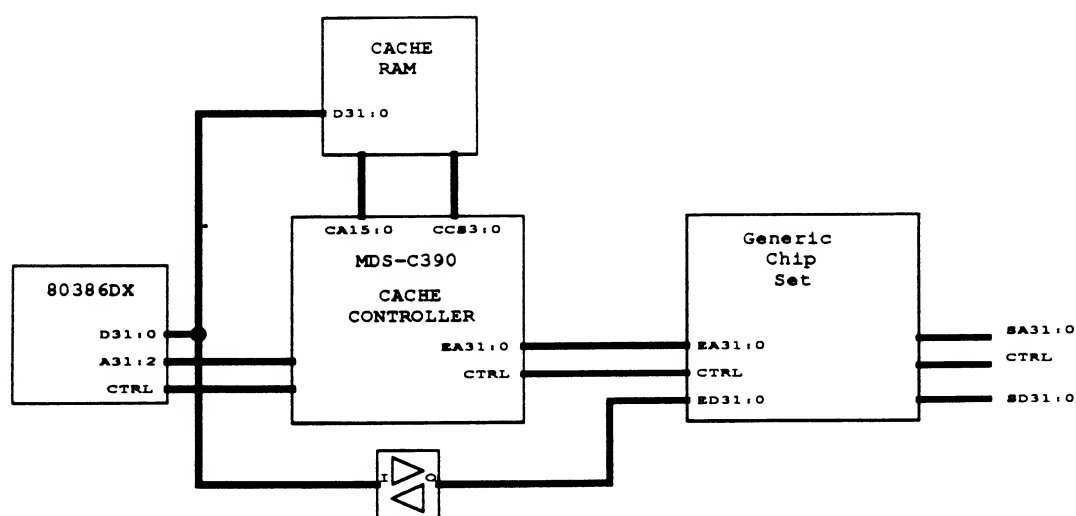 CACHE
RAM
D31:0
CA15:0 CCS3:0
MDS-C390
CACHE
CONTROLLER
EA31:0
CTRL
80386DX
D31:0
A31:2
CTRL
Generic
Chip
Set
EA31:0
CTRL
ED31:0
SA31:0
CTRL
SD31:0
I O